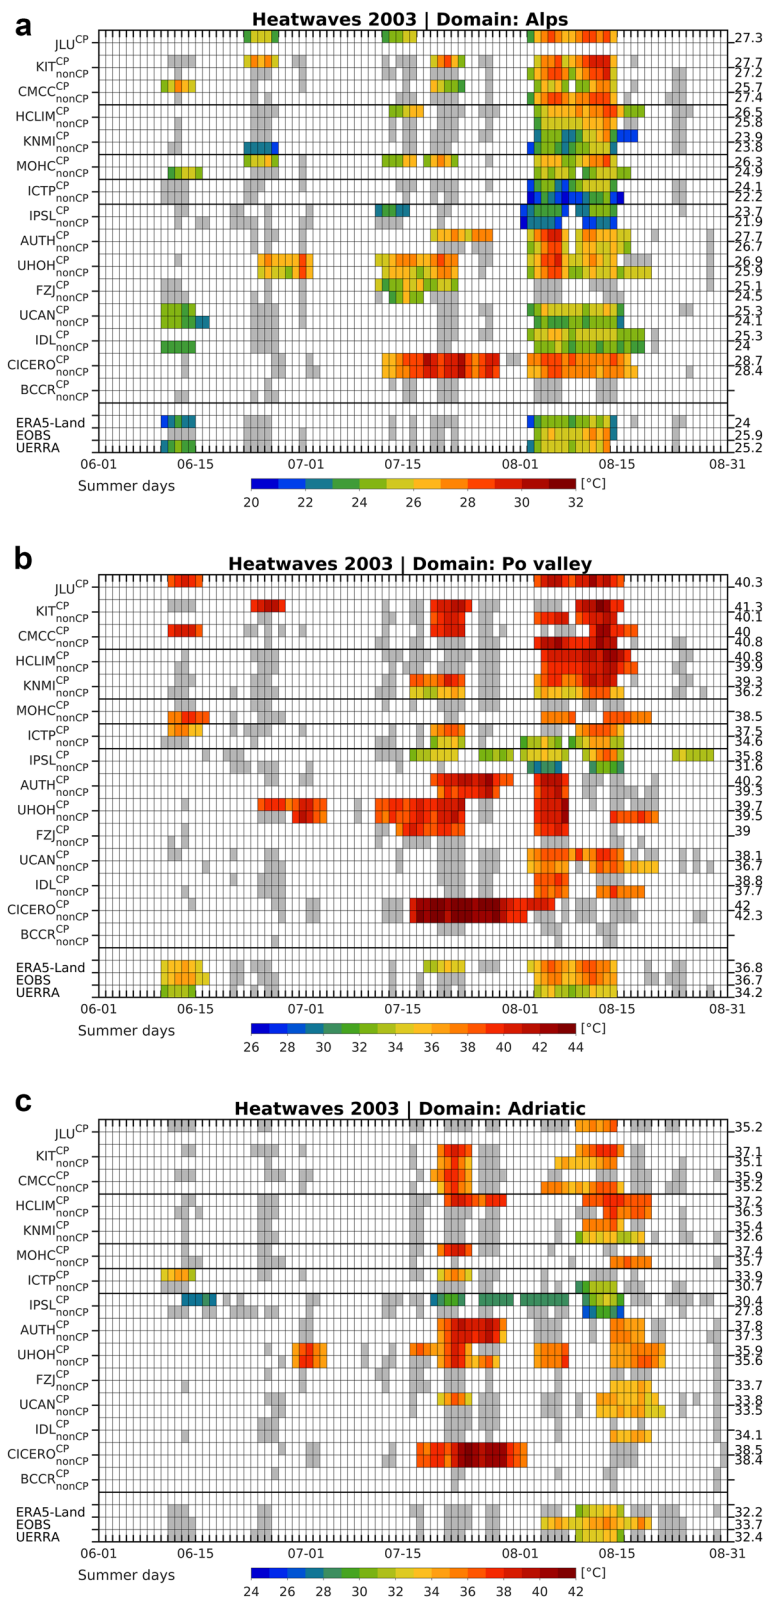 a
Heatwaves 2003 | Domain: Alps
JLU CP 27.3
KIT CP 27.7
nonCP 27.2
CMCC CP 25.7
nonCP 27.4
HCLIM CP 26.5
nonCP 25.8
KNMI CP 23.9
nonCP 23.8
MOHC CP 26.3
nonCP 24.9
ICTP CP 24.1
nonCP 22.2
IPSL CP 23.7
nonCP 21.9
AUTH CP 27.7
nonCP 26.7
UHOH CP 26.9
nonCP 25.9
FZJ CP 25.1
nonCP 24.5
UCAN CP 25.3
nonCP 24.1
IDL CP 25.3
nonCP 24
CICERO CP 28.7
nonCP 28.4
BCCR CP
nonCP
ERA5-Land 24
EOBS 25.9
UERRA 25.2
06-01 06-15 07-01 07-15 08-01 08-15 08-31
Summer days [°C]
20 22 24 26 28 30 32
b
Heatwaves 2003 | Domain: Po valley
JLU CP 40.3
KIT CP 41.3
nonCP 40.1
CMCC CP 40
nonCP 40.8
HCLIM CP 40.8
nonCP 39.9
KNMI CP 39.3
nonCP 36.2
MOHC CP
nonCP 38.5
ICTP CP 37.5
nonCP 34.6
IPSL CP 35.8
nonCP 31.6
AUTH CP 40.2
nonCP 39.3
UHOH CP 39.7
nonCP 39.5
FZJ CP 39
nonCP
UCAN CP 38.1
nonCP 36.7
IDL CP 38.8
nonCP 37.7
CICERO CP 42
nonCP 42.3
BCCR CP
nonCP
ERA5-Land 36.8
EOBS 36.7
UERRA 34.2
06-01 06-15 07-01 07-15 08-01 08-15 08-31
Summer days [°C]
26 28 30 32 34 36 38 40 42 44
c
Heatwaves 2003 | Domain: Adriatic
JLU CP 35.2
KIT CP 37.1
nonCP 35.1
CMCC CP 35.9
nonCP 35.2
HCLIM CP 37.2
nonCP 36.3
KNMI CP 35.4
nonCP 32.6
MOHC CP 37.4
nonCP 35.7
ICTP CP 33.9
nonCP 30.7
IPSL CP 30.4
nonCP 27.8
AUTH CP 37.8
nonCP 37.3
UHOH CP 35.9
nonCP 35.6
FZJ CP
nonCP 33.7
UCAN CP 33.8
nonCP 33.5
IDL CP
nonCP 34.1
CICERO CP 38.5
nonCP 38.4
BCCR CP
nonCP
ERA5-Land 32.2
EOBS 33.7
UERRA 32.4
06-01 06-15 07-01 07-15 08-01 08-15 08-31
Summer days [°C]
24 26 28 30 32 34 36 38 40 42